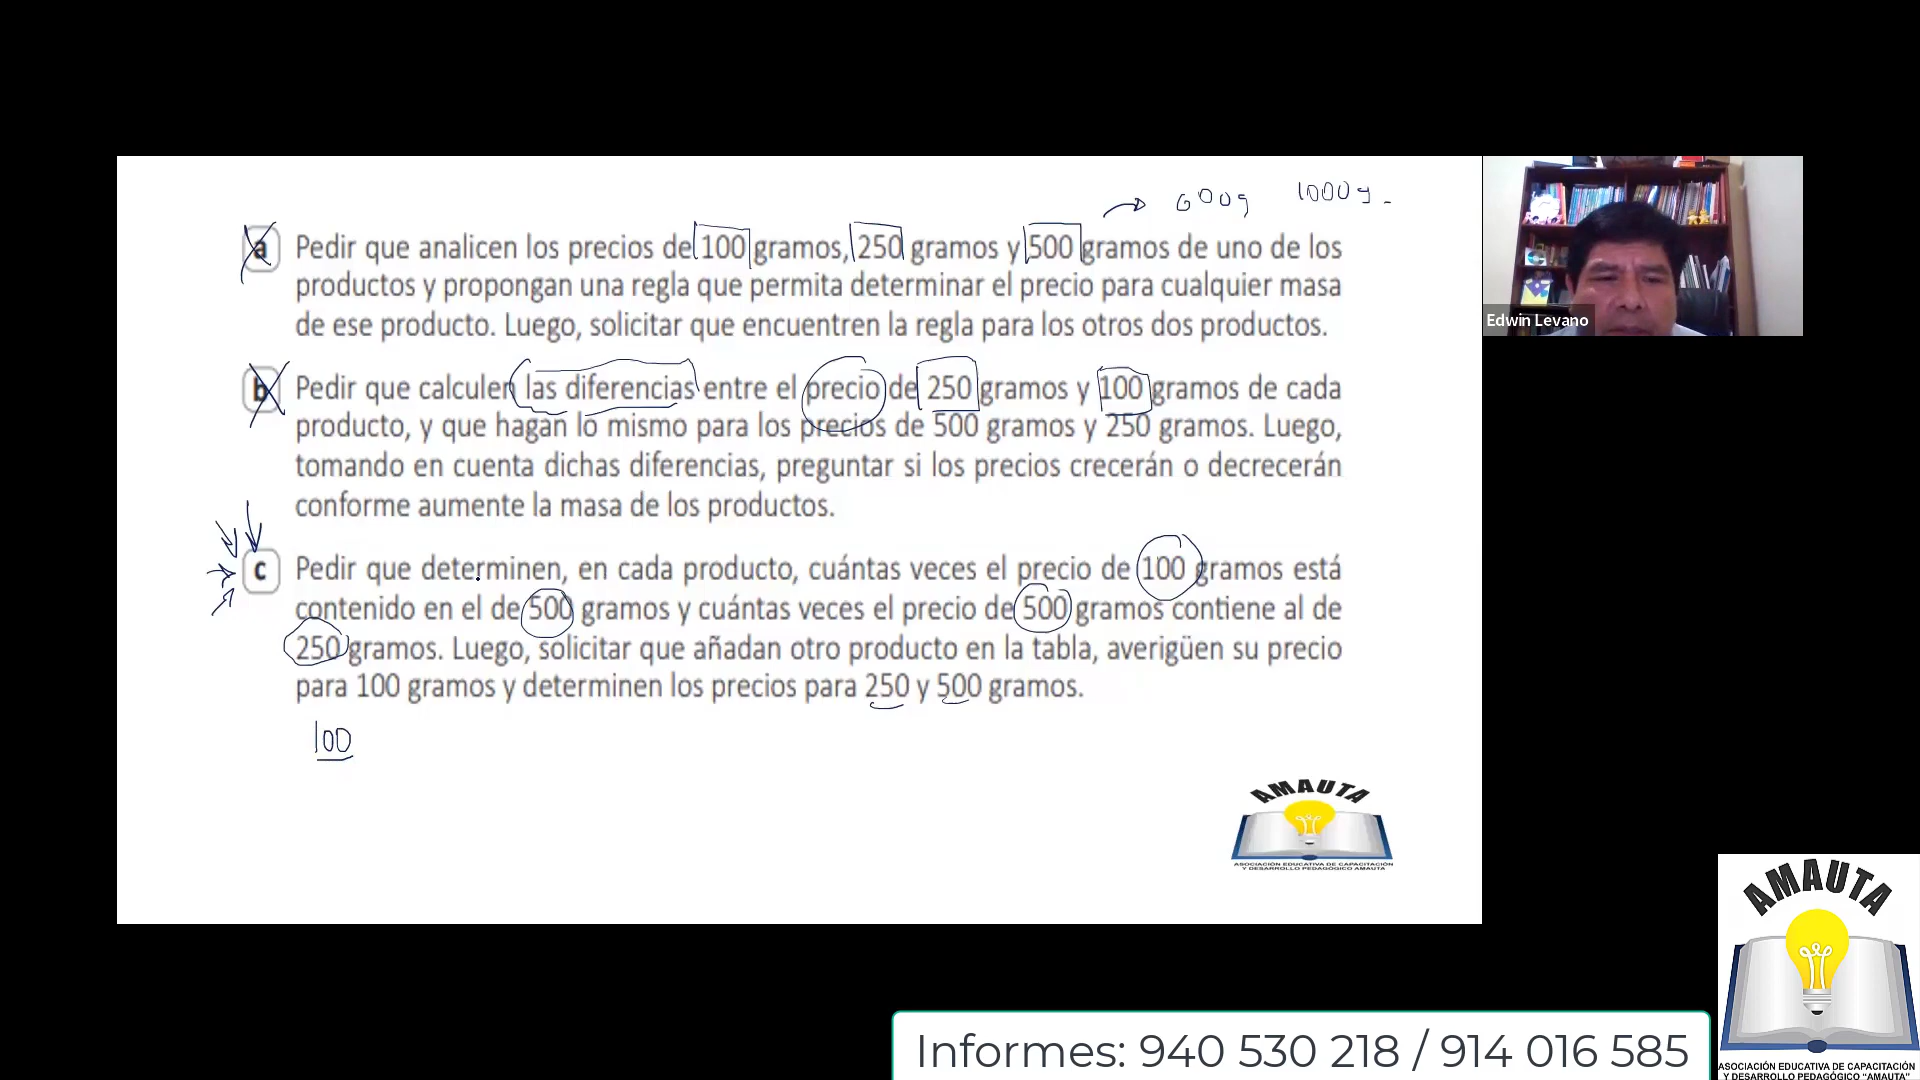 600g 1000g.
a Pedir que analicen los precios de 100 gramos, 250 gramos y 500 gramos de uno de los
productos y propongan una regla que permita determinar el precio para cualquier masa
de ese producto. Luego, solicitar que encuentren la regla para los otros dos productos.
b Pedir que calculen las diferencias entre el precio de 250 gramos y 100 gramos de cada
producto, y que hagan lo mismo para los precios de 500 gramos y 250 gramos. Luego,
tomando en cuenta dichas diferencias, preguntar si los precios crecerán o decrecerán
conforme aumente la masa de los productos.
c Pedir que determinen, en cada producto, cuántas veces el precio de 100 gramos está
contenido en el de 500 gramos y cuántas veces el precio de 500 gramos contiene al de
250 gramos. Luego, solicitar que añadan otro producto en la tabla, averigüen su precio
para 100 gramos y determinen los precios para 250 y 500 gramos.
100
Edwin Levano
AMAUTA
ASOCIACIÓN EDUCATIVA DE CAPACITACIÓN
Y DESARROLLO PEDAGÓGICO AMAUTA
AMAUTA
ASOCIACIÓN EDUCATIVA DE CAPACITACIÓN
Y DESARROLLO PEDAGÓGICO "AMAUTA"
Informes: 940 530 218 / 914 016 585